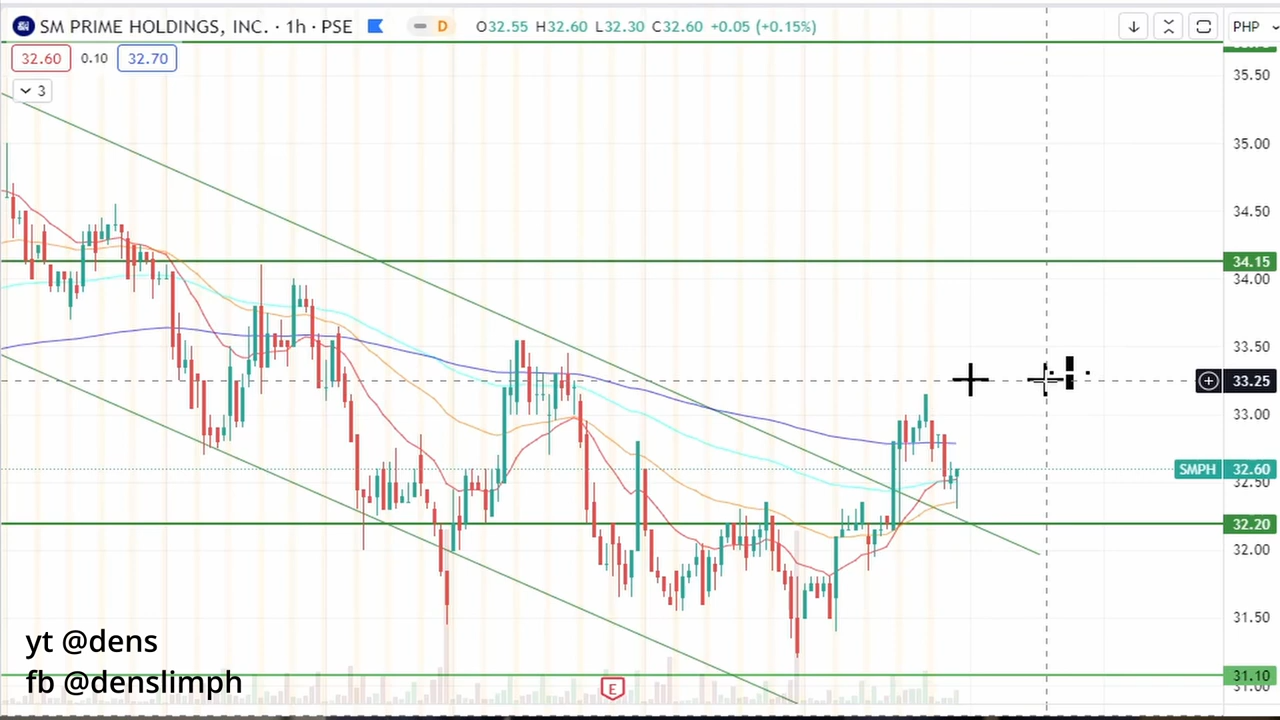 SM PRIME HOLDINGS, INC. · 1h · PSE D O32.55 H32.60 L32.30 C32.60 +0.05 (+0.15%) PHP
32.60 0.10 32.70
3
35.50
35.00
34.50
34.15
34.00
33.50
33.25
33.00
SMPH 32.60
32.50
32.20
32.00
31.50
31.10
31.00
E
yt @dens
fb @denslimph